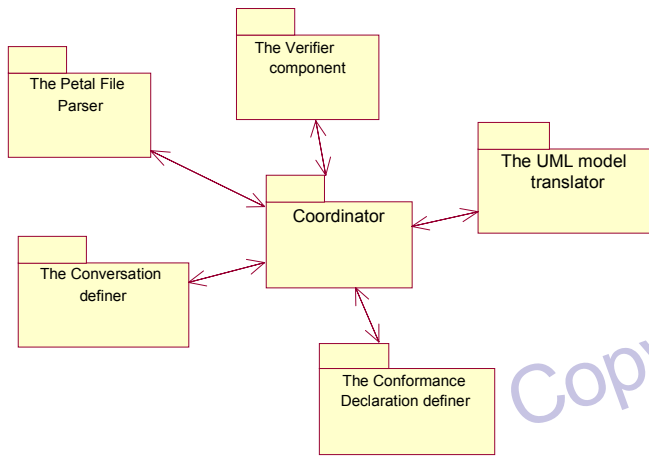 The Verifier
component
The Petal File
Parser
The UML model
translator
Coordinator
The Conversation
definer
The Conformance
Declaration definer
Copy